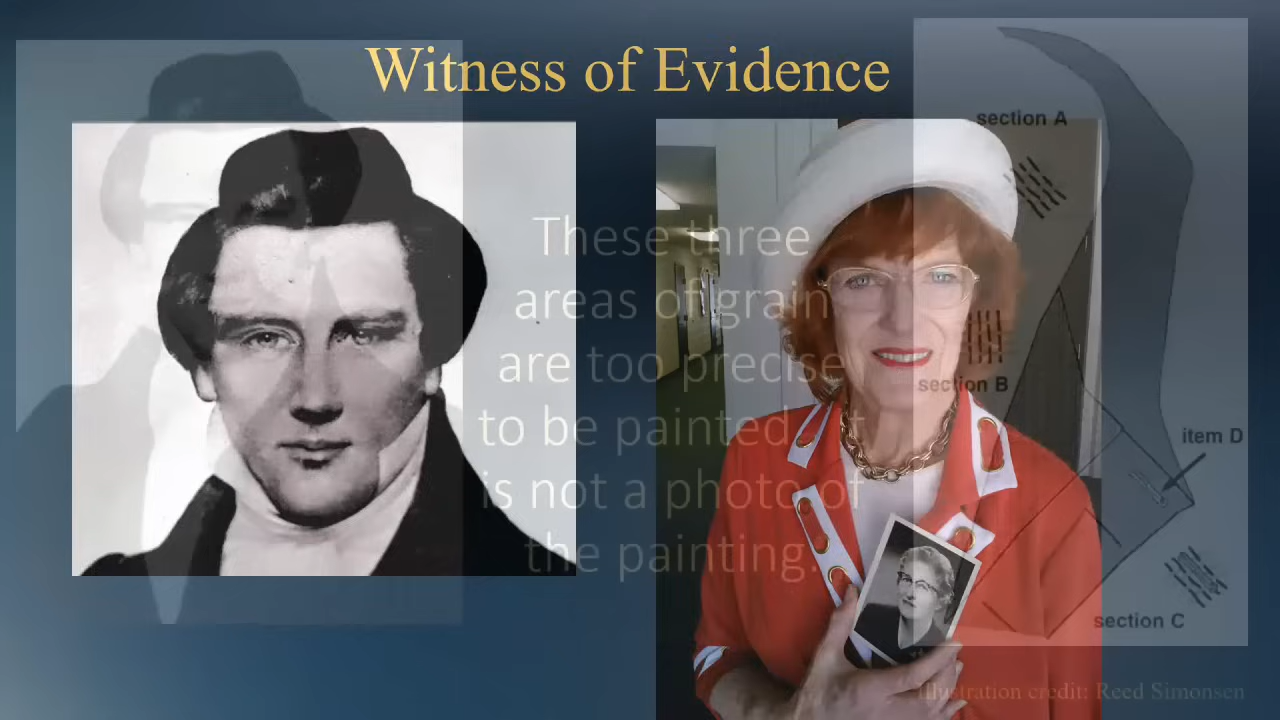 Witness of Evidence
section A
These three
areas of grain
are too precise
to be painted. It
is not a photo of
the painting.
section B
item D
section C
Illustration credit: Reed Simonsen